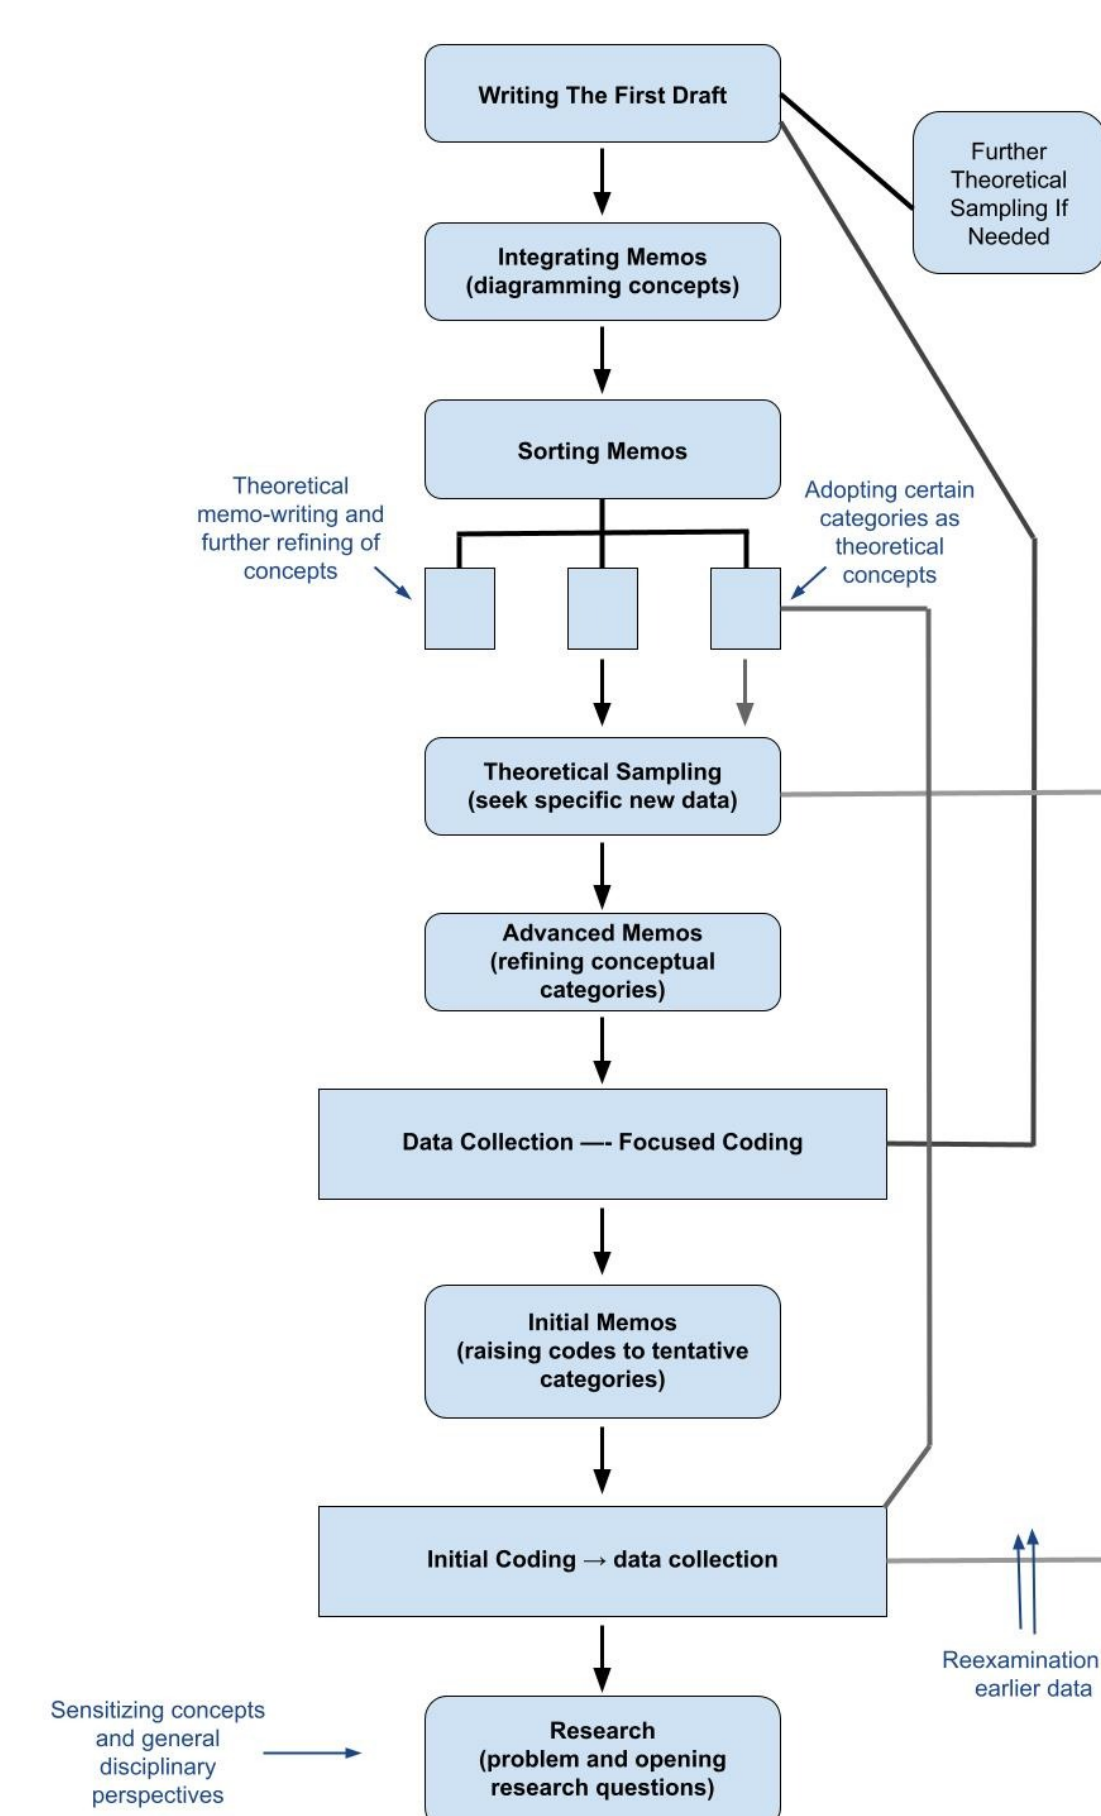 Writing The First Draft
Further
Theoretical
Sampling If
Needed
Integrating Memos
(diagramming concepts)
Sorting Memos
Theoretical
memo-writing and
further refining of
concepts
Adopting certain
categories as
theoretical
concepts
Theoretical Sampling
(seek specific new data)
Advanced Memos
(refining conceptual
categories)
Data Collection —- Focused Coding
Initial Memos
(raising codes to tentative
categories)
Initial Coding → data collection
Reexamination
earlier data
Sensitizing concepts
and general
disciplinary
perspectives
Research
(problem and opening
research questions)